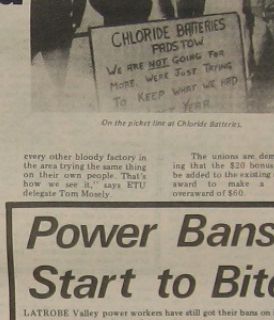 CHLORIDE BATTERIES
PADSTOW
WE ARE NOT GOING FOR
MORE. WE'RE JUST TRYING
TO KEEP WHAT WE HAD
YEAR.
On the picket line at Chloride Batteries.
every other bloody factory in
the area trying the same thing
on their own people. That's
how we see it," says ETU
delegate Tom Mosely.
The unions are dem
ing that the $20 bonus
be added to the existing
award to make a
overaward of $60.
Power Bans
Start to Bite
LATROBE Valley power workers have still got their bans on